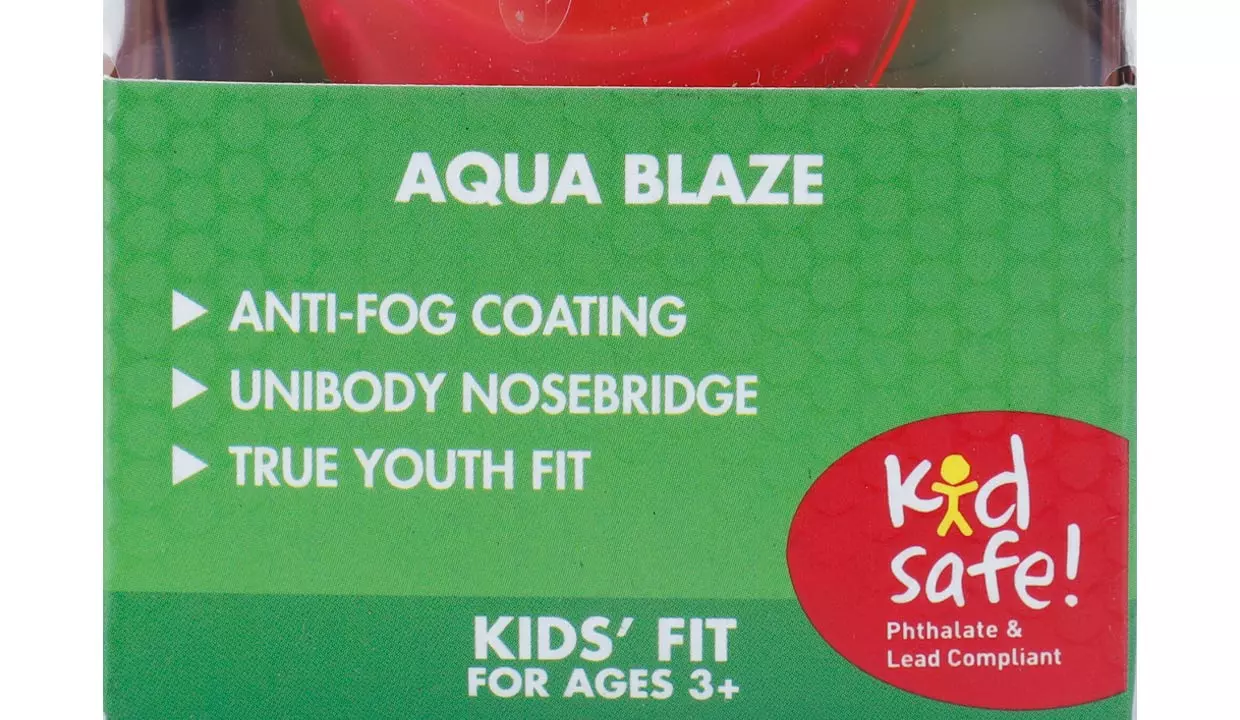 AQUA BLAZE
ANTI-FOG COATING
UNIBODY NOSEBRIDGE
TRUE YOUTH FIT
kid
safe!
Phthalate &
Lead Compliant
KIDS’ FIT
FOR AGES 3+